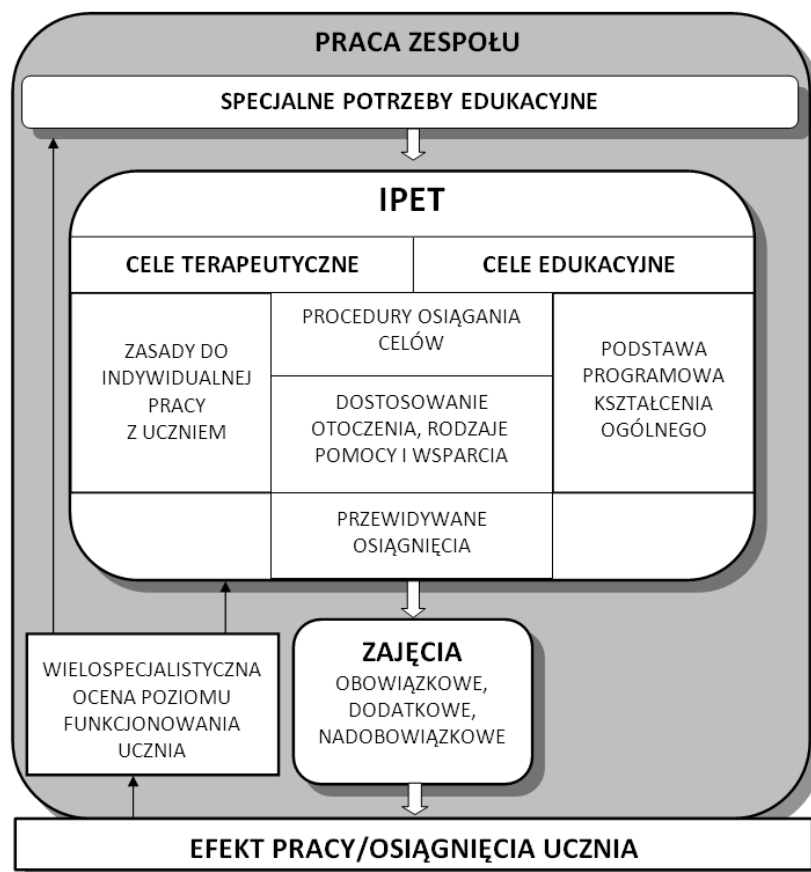 PRACA ZESPOŁU
SPECJALNE POTRZEBY EDUKACYJNE
IPET
CELE TERAPEUTYCZNE
CELE EDUKACYJNE
ZASADY DO
INDYWIDUALNEJ
PRACY
Z UCZNIEM
PROCEDURY OSIĄGANIA
CELÓW
DOSTOSOWANIE
OTOCZENIA, RODZAJE
POMOCY I WSPARCIA
PODSTAWA
PROGRAMOWA
KSZTAŁCENIA
OGÓLNEGO
PRZEWIDYWANE
OSIĄGNIĘCIA
WIELOSPECJALISTYCZNA
OCENA POZIOMU
FUNKCJONOWANIA
UCZNIA
ZAJĘCIA
OBOWIĄZKOWE,
DODATKOWE,
NADOBOWIĄZKOWE
EFEKT PRACY/OSIĄGNIĘCIA UCZNIA